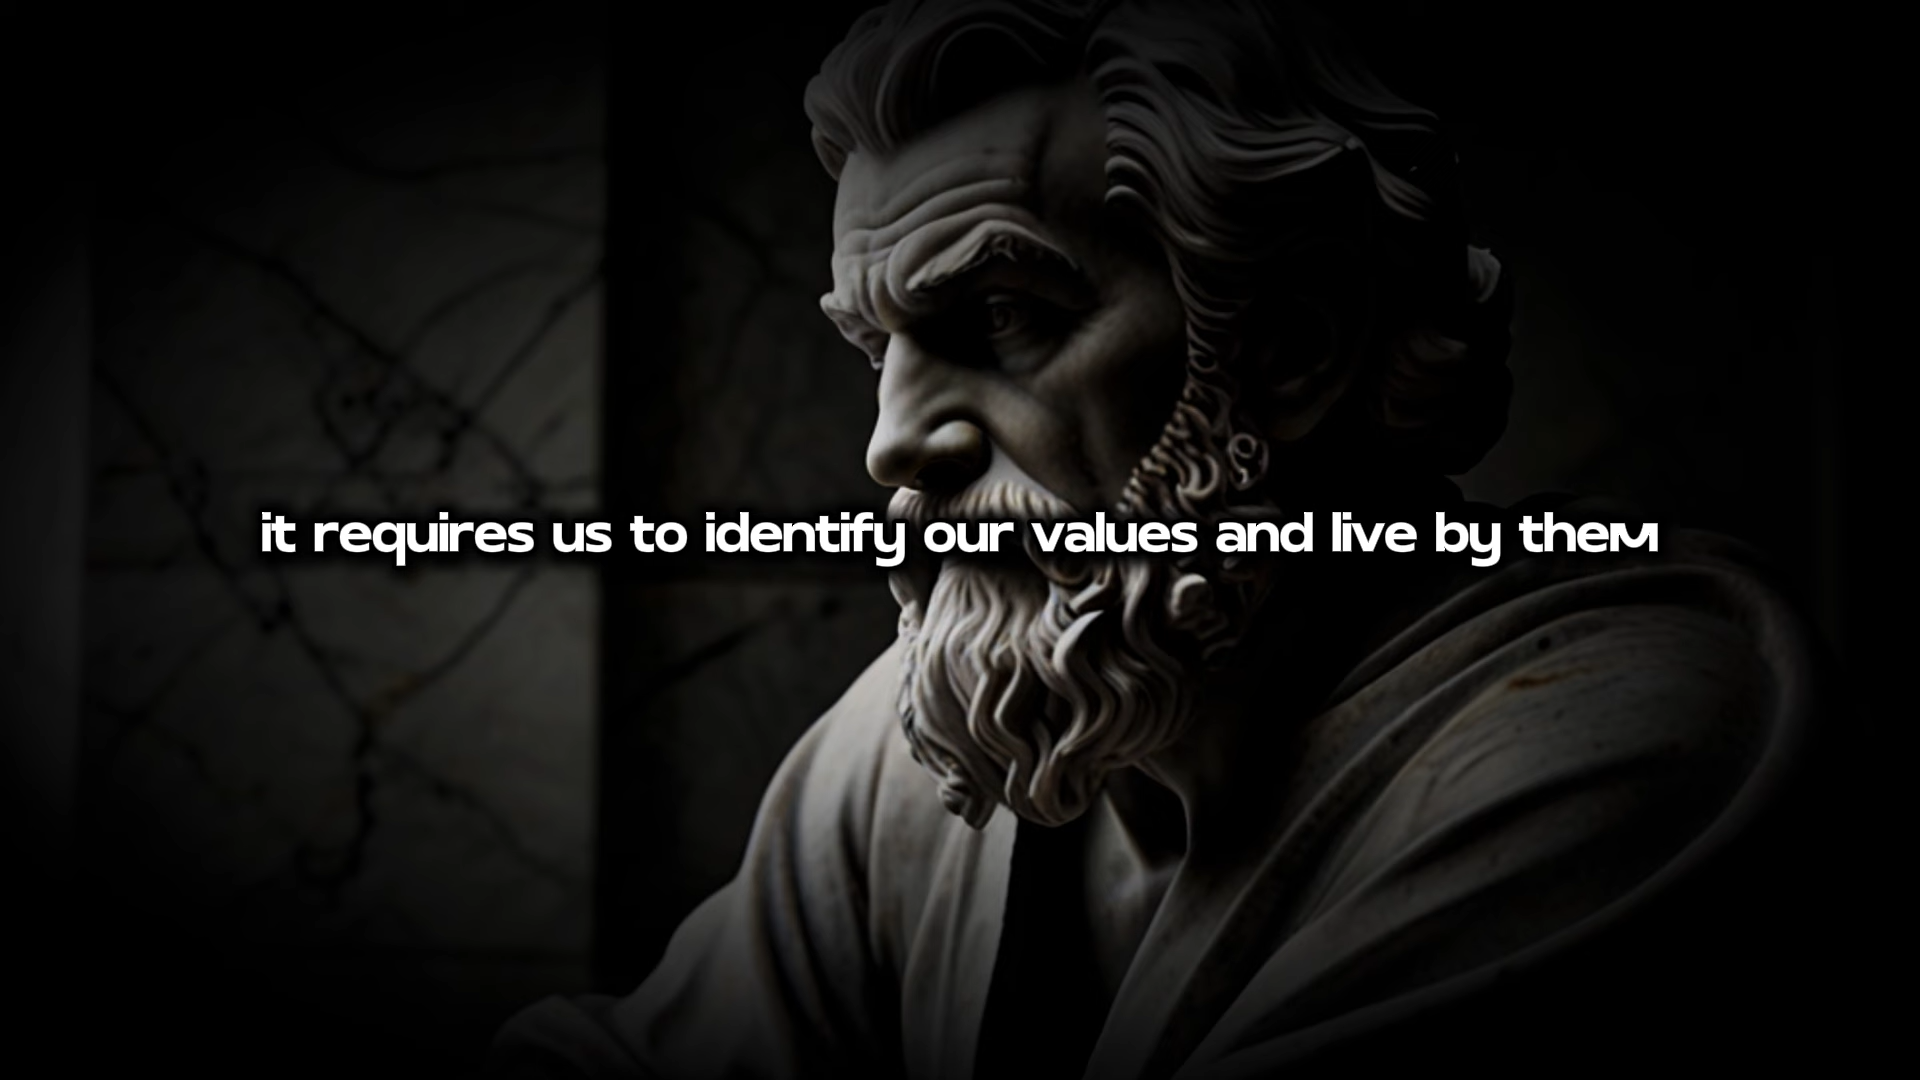 it requires us to identify our values and live by them